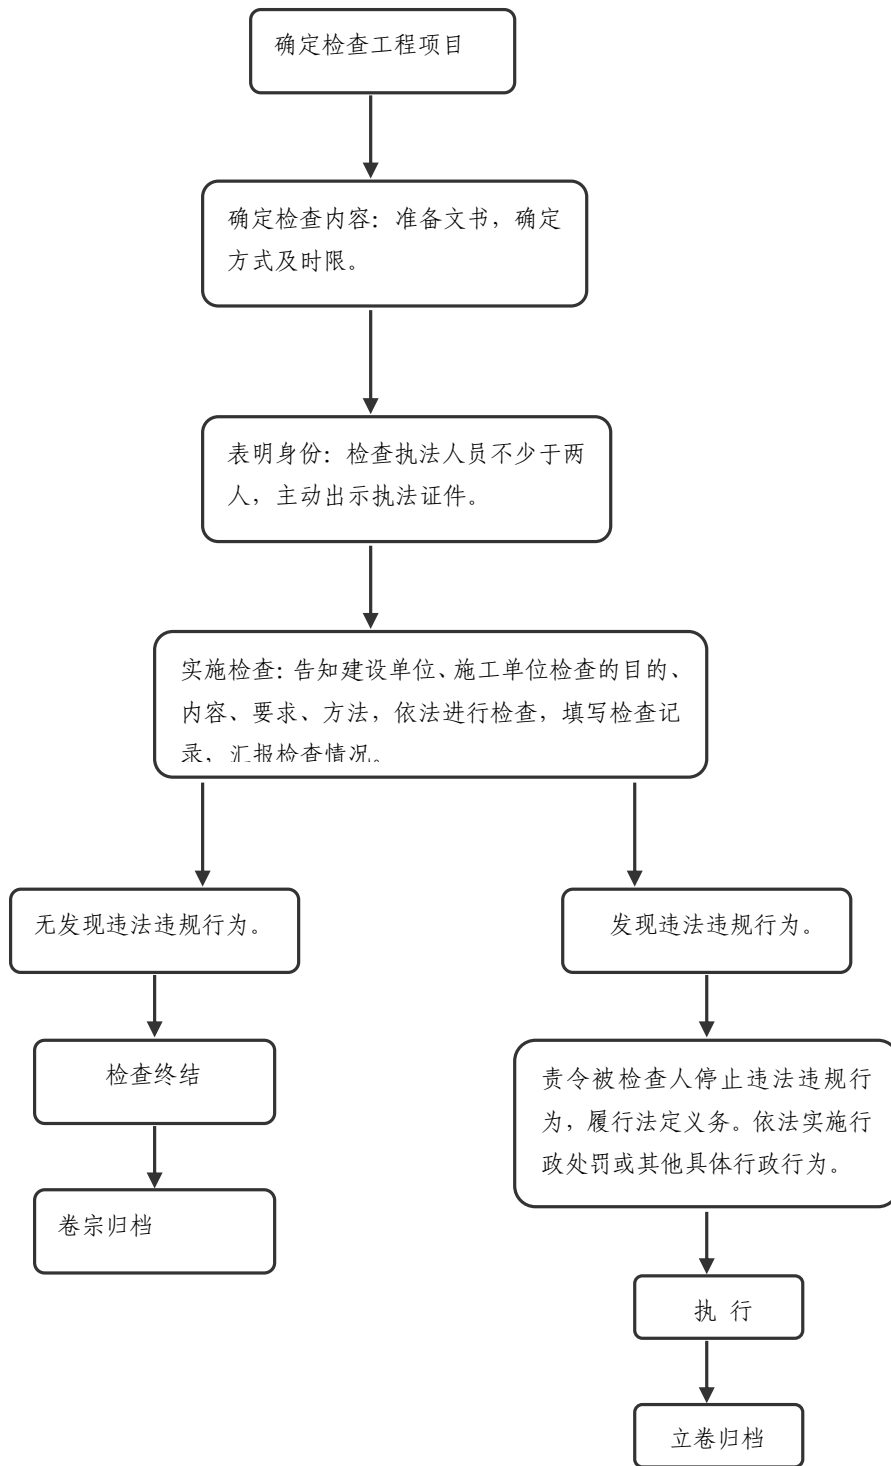 确定检查工程项目
确定检查内容：准备文书，确定
方式及时限。
表明身份：检查执法人员不少于两
人，主动出示执法证件。
实施检查：告知建设单位、施工单位检查的目的、
内容、要求、方法，依法进行检查，填写检查记
录，汇报检查情况。
无发现违法违规行为。
发现违法违规行为。
检查终结
责令被检查人停止违法违规行
为，履行法定义务。依法实施行
政处罚或其他具体行政行为。
卷宗归档
执 行
立卷归档